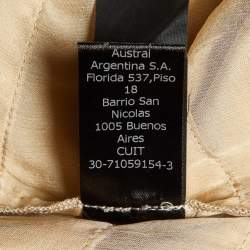 Austral
Argentina S.A.
Florida 537,Piso
18
Barrio San
Nicolas
1005 Buenos
Aires
CUIT
30-71059154-3